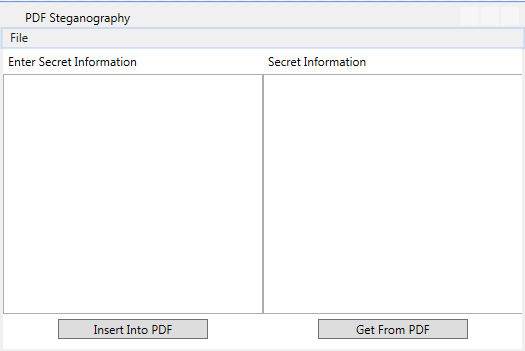 PDF Steganography
File
Enter Secret Information
Secret Information
Insert Into PDF
Get From PDF